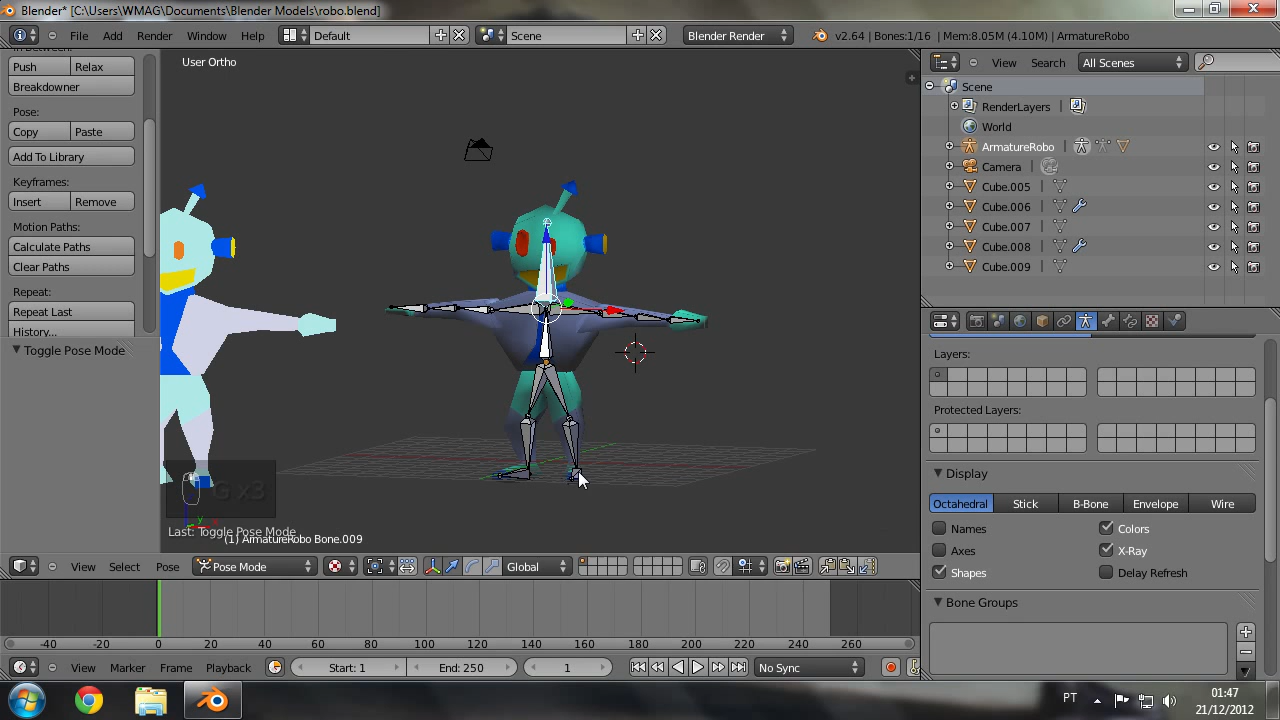 Blender* [C:\Users\WMAG\Documents\Blender Models\robo.blend]
File Add Render Window Help Default Scene Blender Render v2.64 | Bones:1/16 | Mem:8.05M (4.10M) | ArmatureRobo
Push Relax
Breakdowner
Pose:
Copy Paste
Add To Library
Keyframes:
Insert Remove
Motion Paths:
Calculate Paths
Clear Paths
Repeat:
Repeat Last
History...
Toggle Pose Mode
User Ortho
G x3
Last: Toggle Pose Mode
(1) ArmatureRobo Bone.009
View Select Pose Pose Mode Global
View Search All Scenes
Scene
RenderLayers
World
ArmatureRobo
Camera
Cube.005
Cube.006
Cube.007
Cube.008
Cube.009
Layers:
Protected Layers:
Display
Octahedral Stick B-Bone Envelope Wire
Names Colors
Axes X-Ray
Shapes Delay Refresh
Bone Groups
-40 -20 0 20 40 60 80 100 120 140 160 180 200 220 240 260
View Marker Frame Playback Start: 1 End: 250 1 No Sync
PT 01:47
21/12/2012